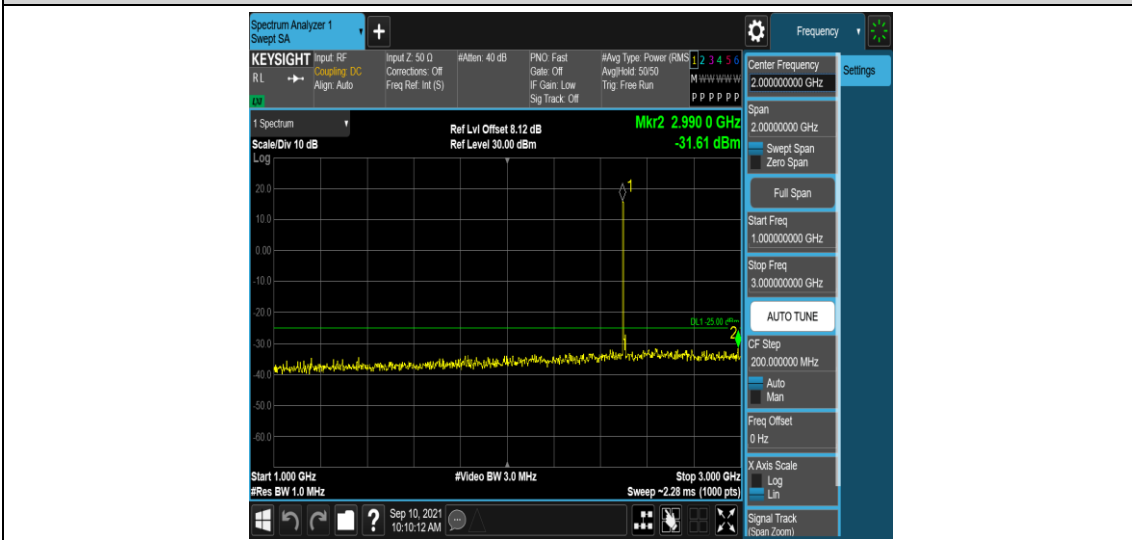 Spectrum Analyzer 1
Swept SA
+
Frequency
KEYSIGHT
RL
LXI
Input: RF
Coupling: DC
Align: Auto
Input Z: 50 Ω
Corrections: Off
Freq Ref: Int (S)
#Atten: 40 dB
PNO: Fast
Gate: Off
IF Gain: Low
Sig Track: Off
#Avg Type: Power (RMS
Avg|Hold: 50/50
Trig: Free Run
1 2 3 4 5 6
M W W W W W
P P P P P P
Center Frequency
2.000000000 GHz
Settings
1 Spectrum
Scale/Div 10 dB
Log
Ref Lvl Offset 8.12 dB
Ref Level 30.00 dBm
Mkr2 2.990 0 GHz
-31.61 dBm
Span
2.00000000 GHz
Swept Span
Zero Span
Full Span
Start Freq
1.000000000 GHz
Stop Freq
3.000000000 GHz
AUTO TUNE
CF Step
200.000000 MHz
Auto
Man
Freq Offset
0 Hz
X Axis Scale
Log
Lin
Signal Track
(Span Zoom)
20.0
10.0
0.00
-10.0
-20.0
-30.0
-40.0
-50.0
-60.0
1
DL1 -25.00 dBm
2
Start 1.000 GHz
#Res BW 1.0 MHz
#Video BW 3.0 MHz
Stop 3.000 GHz
Sweep ~2.28 ms (1000 pts)
?
Sep 10, 2021
10:10:12 AM